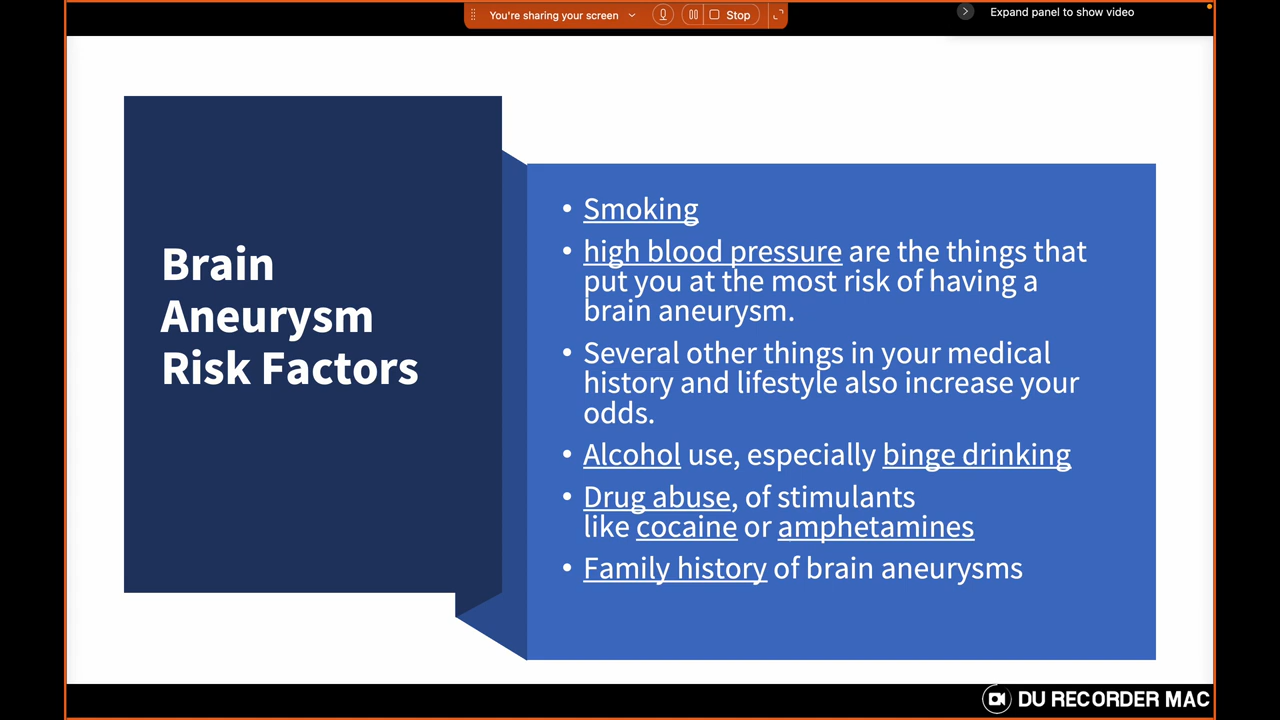 You're sharing your screen
Stop
Expand panel to show video
Brain
Aneurysm
Risk Factors
• Smoking
• high blood pressure are the things that
put you at the most risk of having a
brain aneurysm.
• Several other things in your medical
history and lifestyle also increase your
odds.
• Alcohol use, especially binge drinking
• Drug abuse, of stimulants
like cocaine or amphetamines
• Family history of brain aneurysms
DU RECORDER MAC